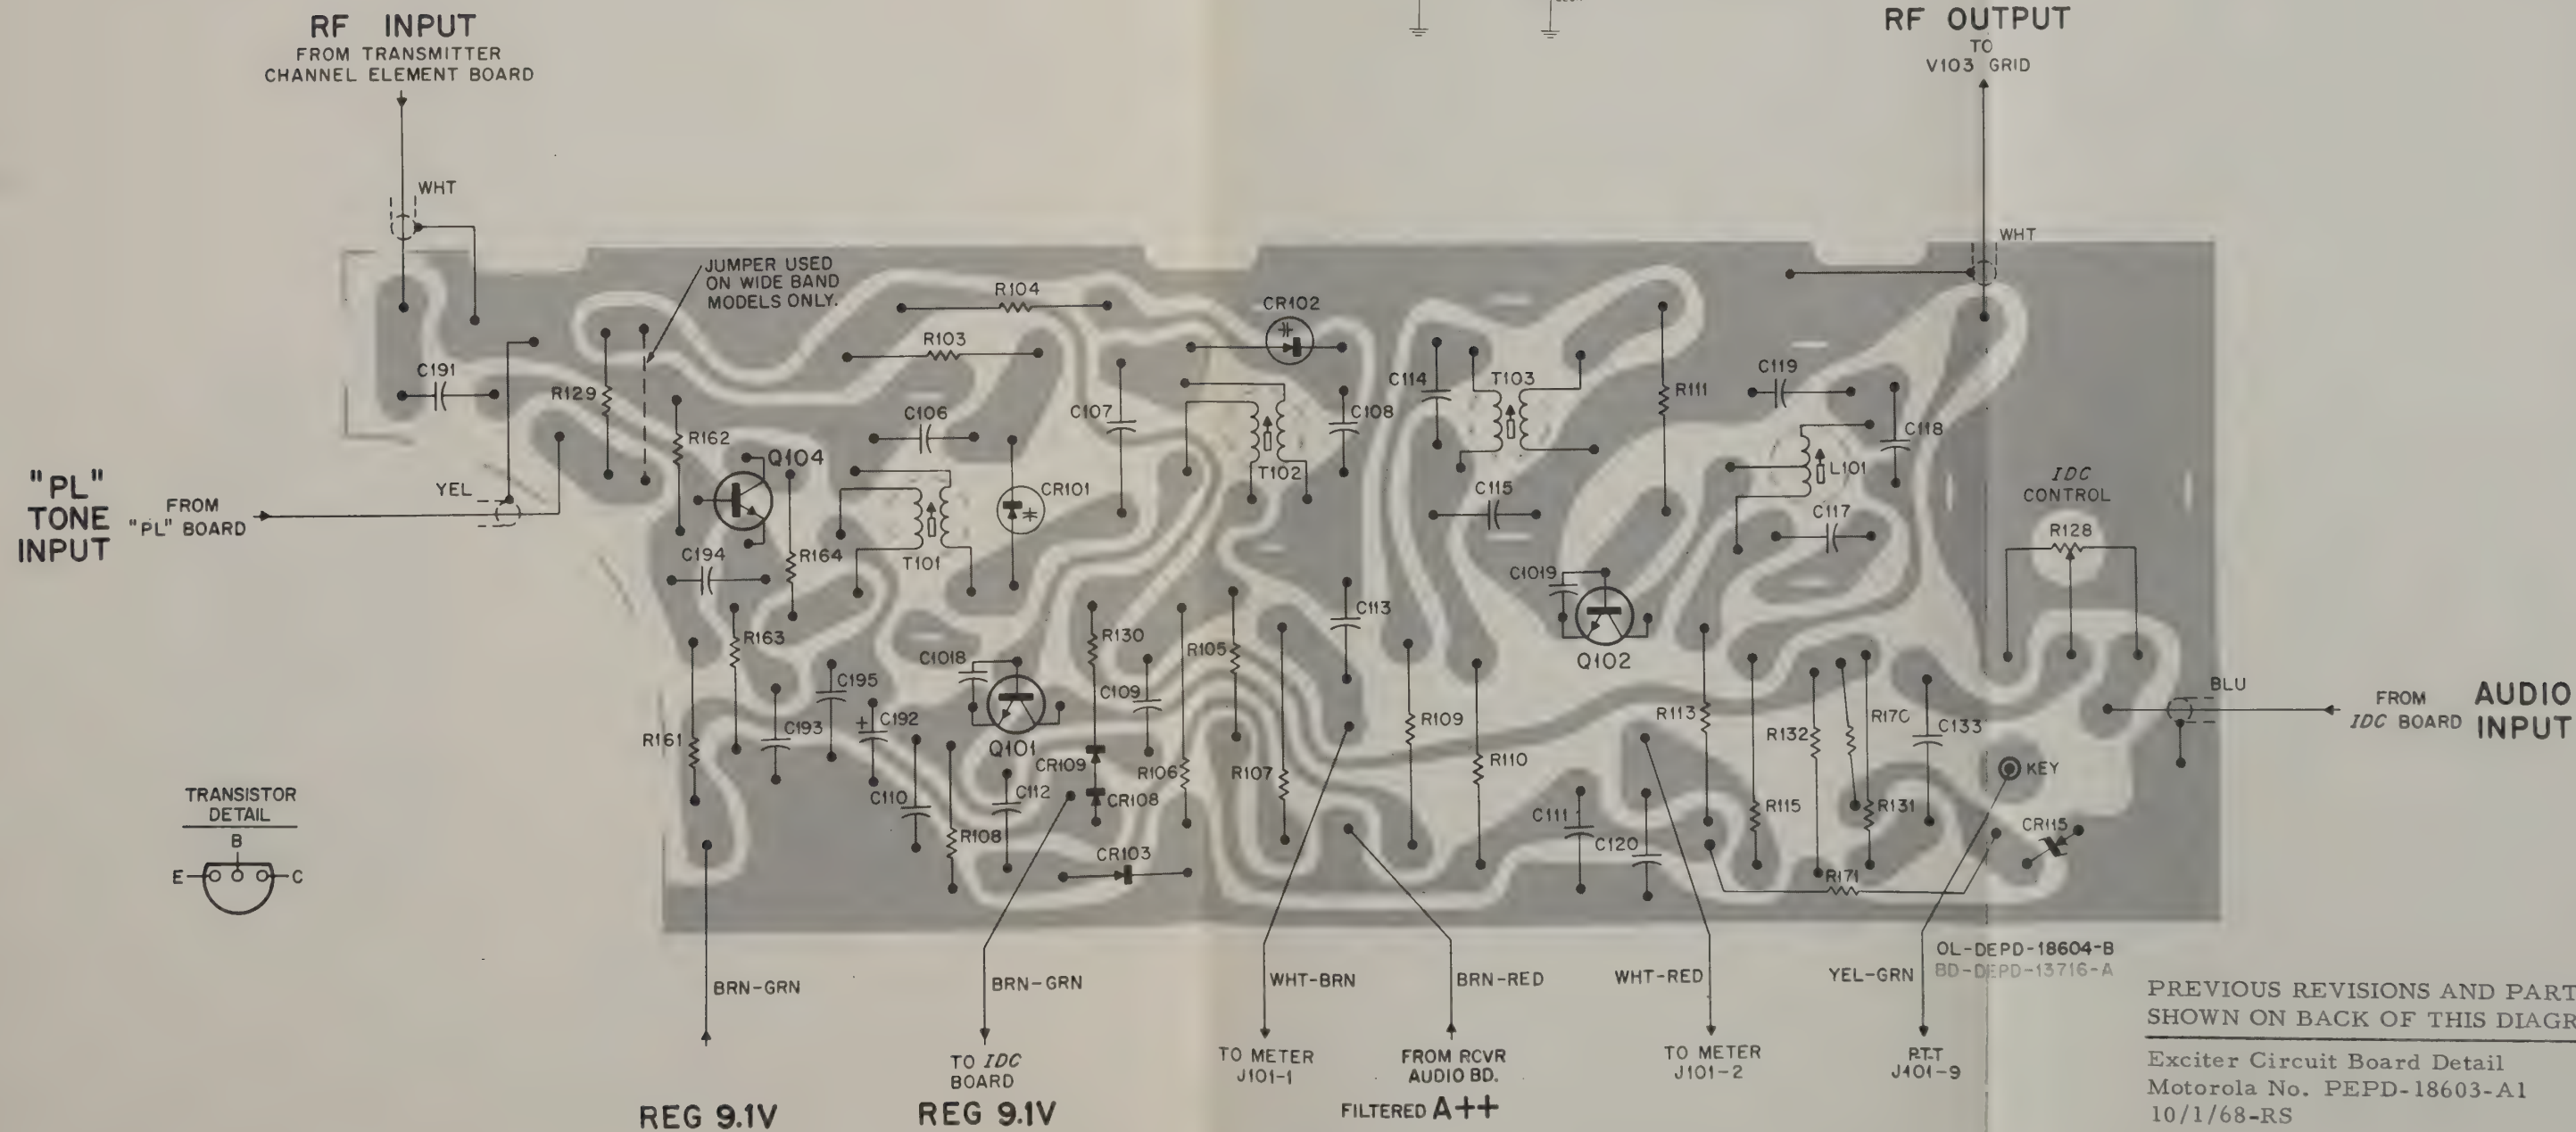 RF INPUT
FROM TRANSMITTER
CHANNEL ELEMENT BOARD
WHT
RF OUTPUT
TO
V103 GRID
WHT
JUMPER USED
ON WIDE BAND
MODELS ONLY.
R104
R103
CR102
C191
R129
R162
C106
C107
T102
C108
C114
T103
R111
C119
C118
Q104
CR101
C115
L101
C117
IDC
CONTROL
R128
"PL"
TONE
INPUT
FROM
"PL" BOARD
YEL
C194
R164
T101
C1019
Q102
C113
R163
R130
R105
C1018
C195
C109
R161
C193
+
C192
Q101
CR109
R106
R107
R109
R110
R113
R132
R170
C133
BLU
FROM
IDC BOARD
AUDIO
INPUT
KEY
C110
R108
C112
CR108
CR103
C111
C120
R115
R131
R171
CR115
TRANSISTOR
DETAIL
B
E
C
BRN-GRN
REG 9.1V
BRN-GRN
TO IDC
BOARD
REG 9.1V
WHT-BRN
TO METER
J101-1
BRN-RED
FROM RCVR
AUDIO BD.
FILTERED A++
WHT-RED
TO METER
J101-2
YEL-GRN
P.T.T
J101-9
OL-DEPD-18604-B
BD-DEPD-13716-A
PREVIOUS REVISIONS AND PART
SHOWN ON BACK OF THIS DIAGR
Exciter Circuit Board Detail
Motorola No. PEPD-18603-A1
10/1/68-RS